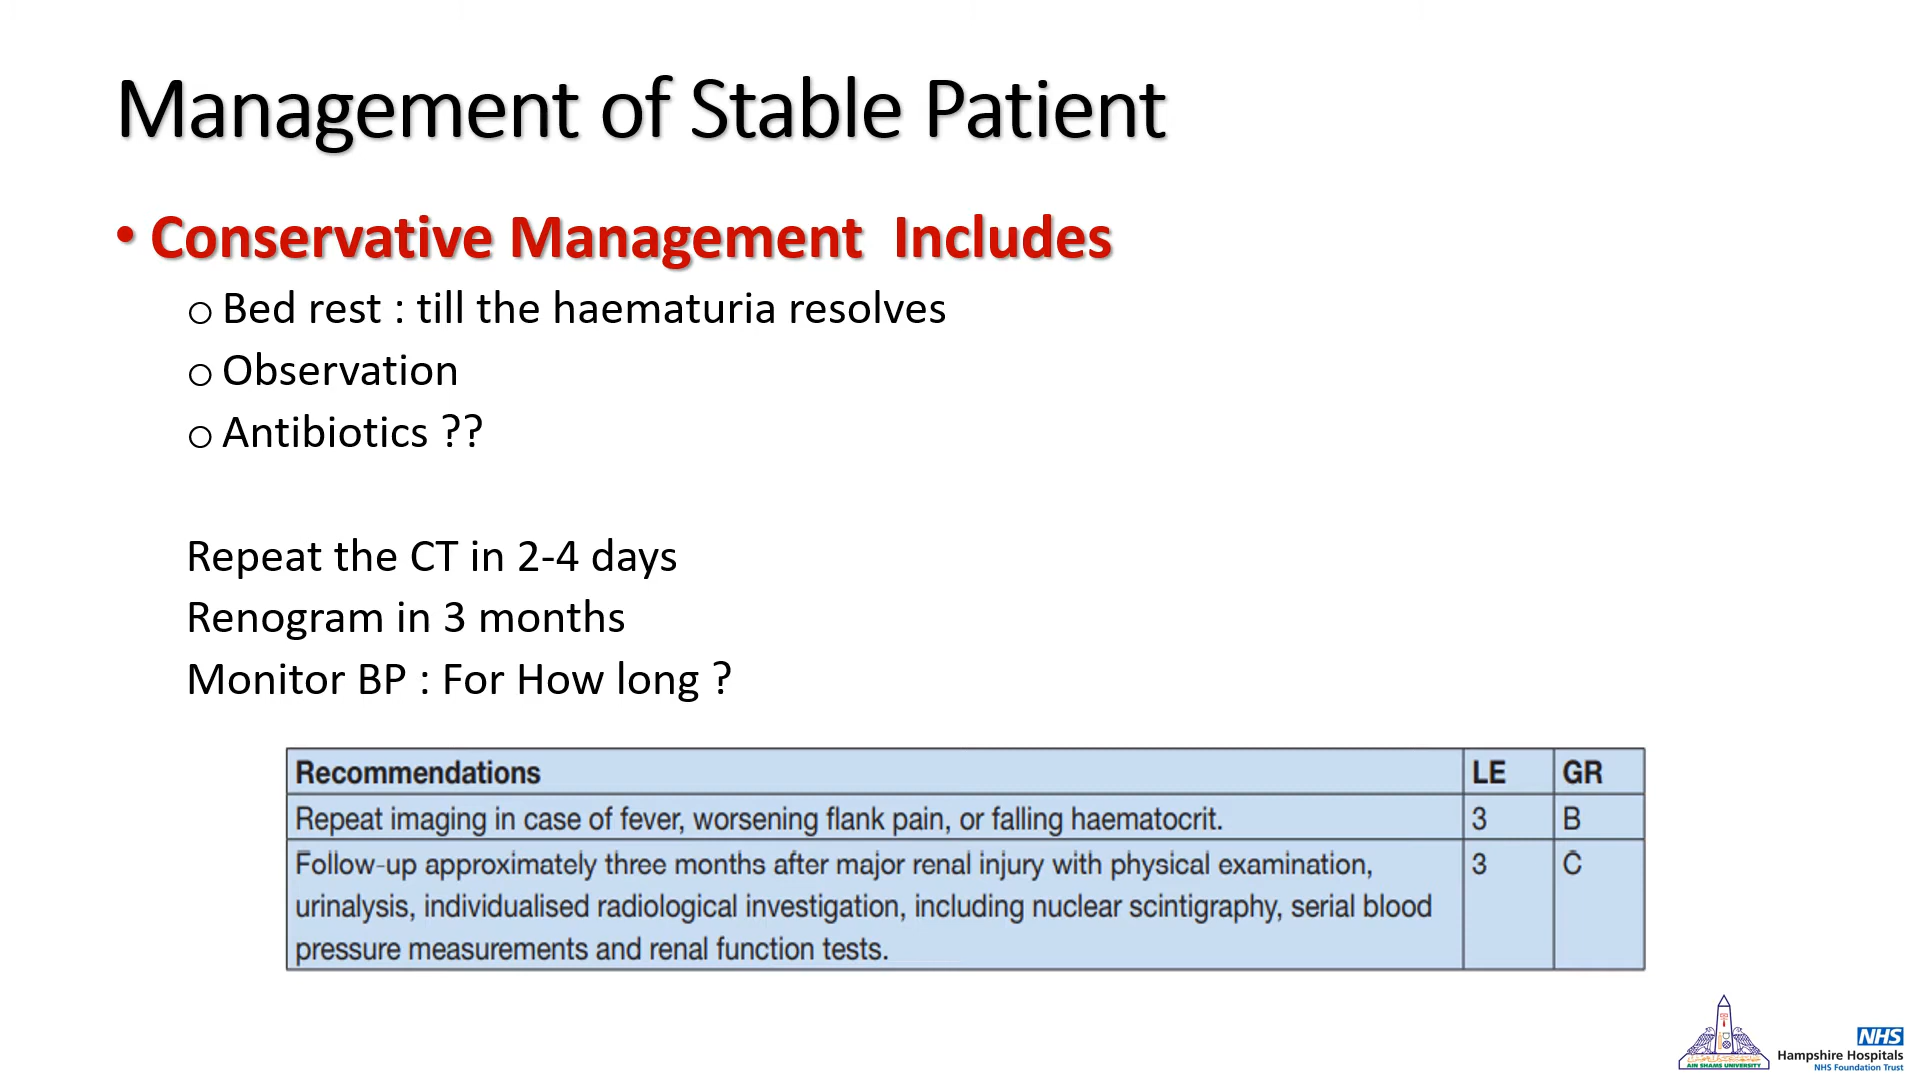 Management of Stable Patient
• Conservative Management Includes
o Bed rest : till the haematuria resolves
o Observation
o Antibiotics ??
Repeat the CT in 2-4 days
Renogram in 3 months
Monitor BP : For How long ?
Recommendations LE GR
Repeat imaging in case of fever, worsening flank pain, or falling haematocrit. 3 B
Follow-up approximately three months after major renal injury with physical examination, 3 C
urinalysis, individualised radiological investigation, including nuclear scintigraphy, serial blood
pressure measurements and renal function tests.
AIN SHAMS UNIVERSITY
NHS
Hampshire Hospitals
NHS Foundation Trust